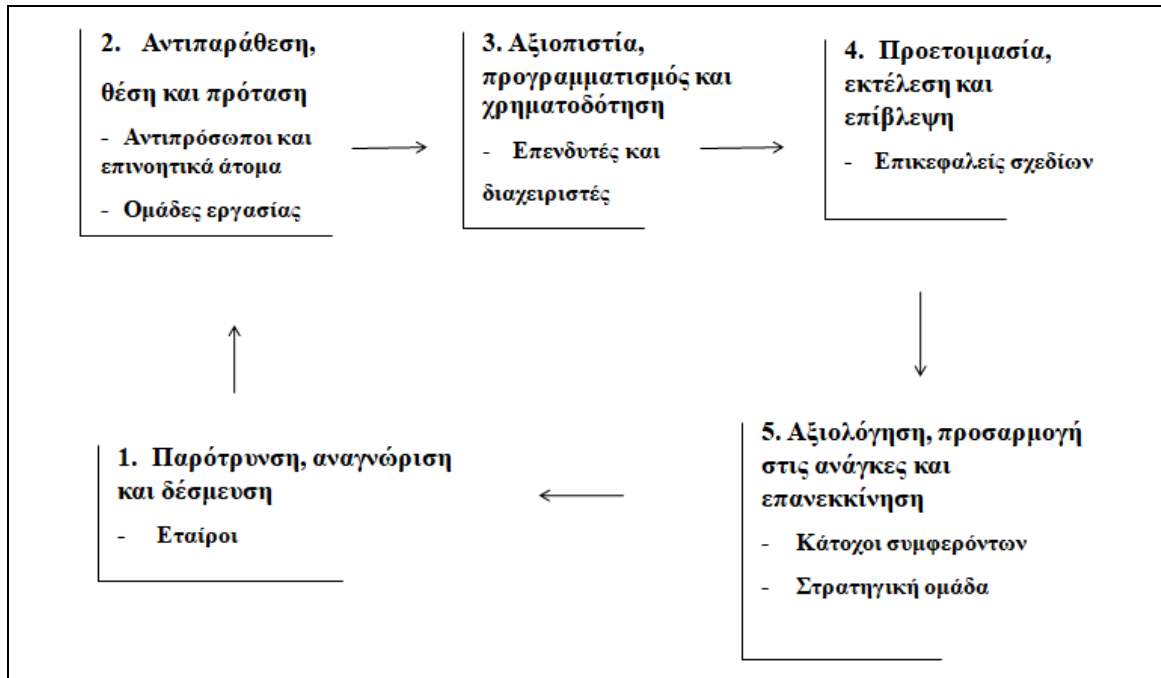 2. Αντιπαράθεση,
θέση και πρόταση
- Αντιπρόσωποι και
επινοητικά άτομα
- Ομάδες εργασίας
3. Αξιοπιστία,
προγραμματισμός και
χρηματοδότηση
- Επενδυτές και
διαχειριστές
4. Προετοιμασία,
εκτέλεση και
επίβλεψη
- Επικεφαλείς σχεδίων
1. Παρότρυνση, αναγνώριση
και δέσμευση
- Εταίροι
5. Αξιολόγηση, προσαρμογή
στις ανάγκες και
επανεκκίνηση
- Κάτοχοι συμφερόντων
- Στρατηγική ομάδα